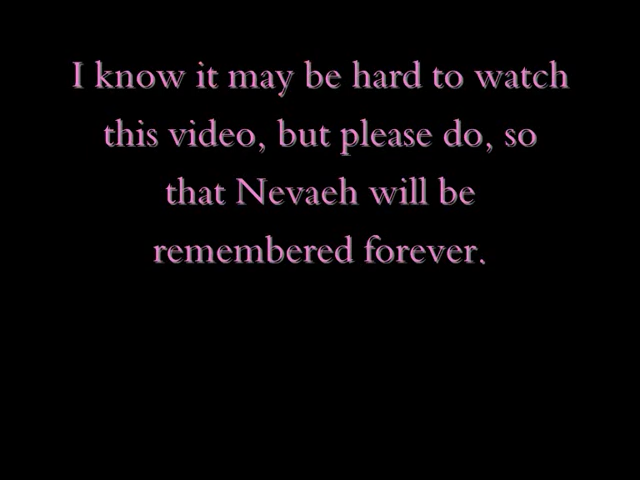 I know it may be hard to watch
this video, but please do, so
that Nevaeh will be
remembered forever.